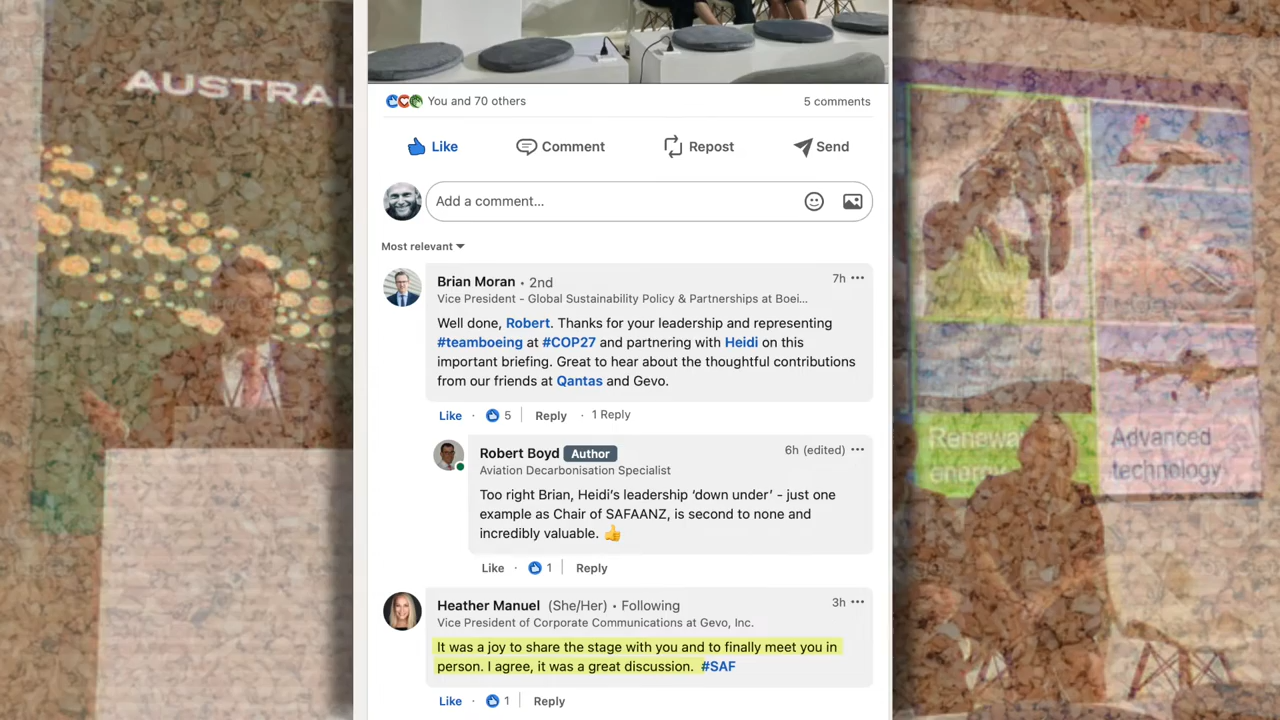 AUSTRAL
You and 70 others
5 comments
Like
Comment
Repost
Send
Add a comment...
Most relevant
Brian Moran • 2nd
7h
Vice President - Global Sustainability Policy & Partnerships at Boei...
Well done, Robert. Thanks for your leadership and representing
#teamboeing at #COP27 and partnering with Heidi on this
important briefing. Great to hear about the thoughtful contributions
from our friends at Qantas and Gevo.
Like · 5 Reply · 1 Reply
Robert Boyd Author
6h (edited)
Aviation Decarbonisation Specialist
Too right Brian, Heidi's leadership ‘down under’ - just one
example as Chair of SAFAANZ, is second to none and
incredibly valuable. 👍
Like · 1 Reply
Heather Manuel (She/Her) • Following
3h
Vice President of Corporate Communications at Gevo, Inc.
It was a joy to share the stage with you and to finally meet you in
person. I agree, it was a great discussion. #SAF
Like · 1 Reply
Renewa
energy
Advanced
technology